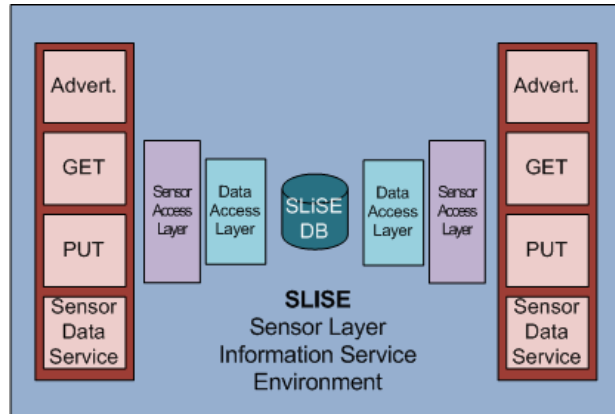 Advert.
GET
PUT
Sensor
Data
Service
Sensor
Access
Layer
Data
Access
Layer
SLiSE
DB
Data
Access
Layer
Sensor
Access
Layer
SLISE
Sensor Layer
Information Service
Environment
Advert.
GET
PUT
Sensor
Data
Service